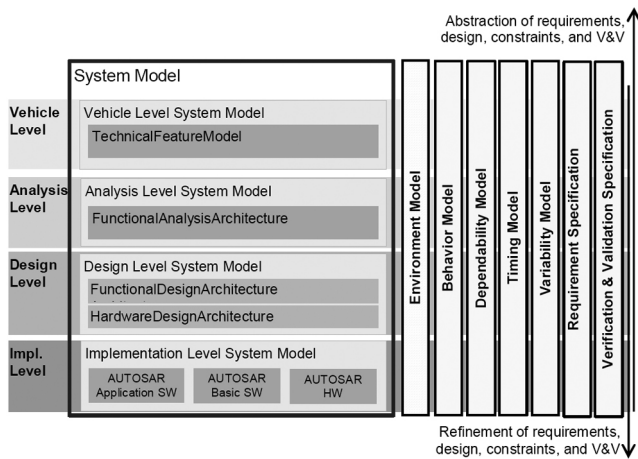 Abstraction of requirements,
design, constraints, and V&V
System Model
Vehicle
Level
Vehicle Level System Model
TechnicalFeatureModel
Analysis
Level
Analysis Level System Model
FunctionalAnalysisArchitecture
Design
Level
Design Level System Model
FunctionalDesignArchitecture
HardwareDesignArchitecture
Impl.
Level
Implementation Level System Model
AUTOSAR
Application SW
AUTOSAR
Basic SW
AUTOSAR
HW
Environment Model
Behavior Model
Dependability Model
Timing Model
Variability Model
Requirement Specification
Verification & Validation Specification
Refinement of requirements,
design, constraints, and V&V